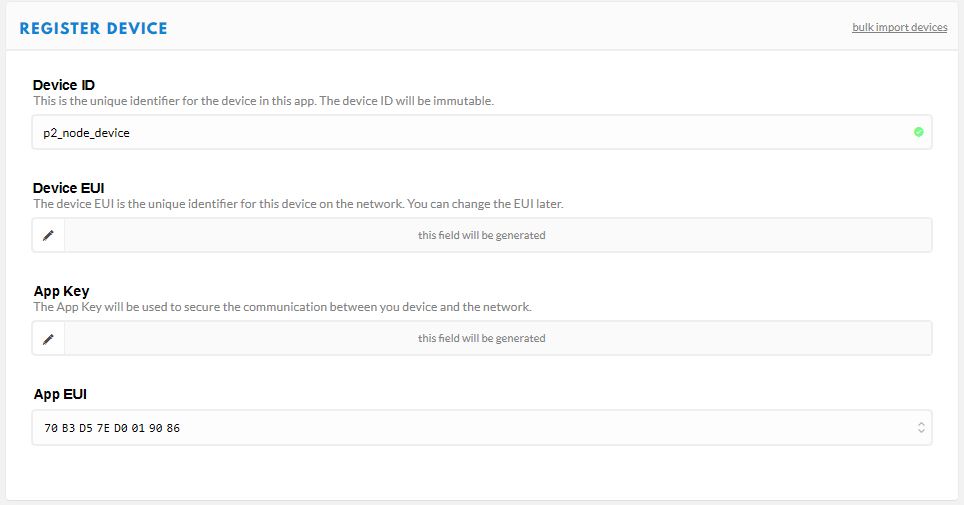 REGISTER DEVICE
bulk import devices
Device ID
This is the unique identifier for the device in this app. The device ID will be immutable.
p2_node_device
Device EUI
The device EUI is the unique identifier for this device on the network. You can change the EUI later.
this field will be generated
App Key
The App Key will be used to secure the communication between you device and the network.
this field will be generated
App EUI
70 B3 D5 7E D0 01 90 86